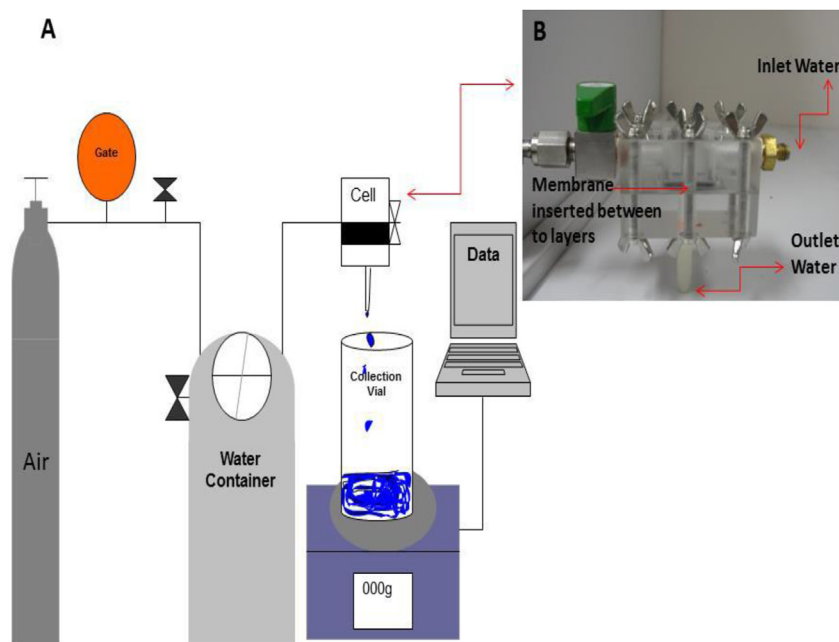 A
Gate
Cell
Data
Collection
Vial
Air
Water
Container
000g
B
Inlet Water
Membrane
inserted between
to layers
Outlet
Water